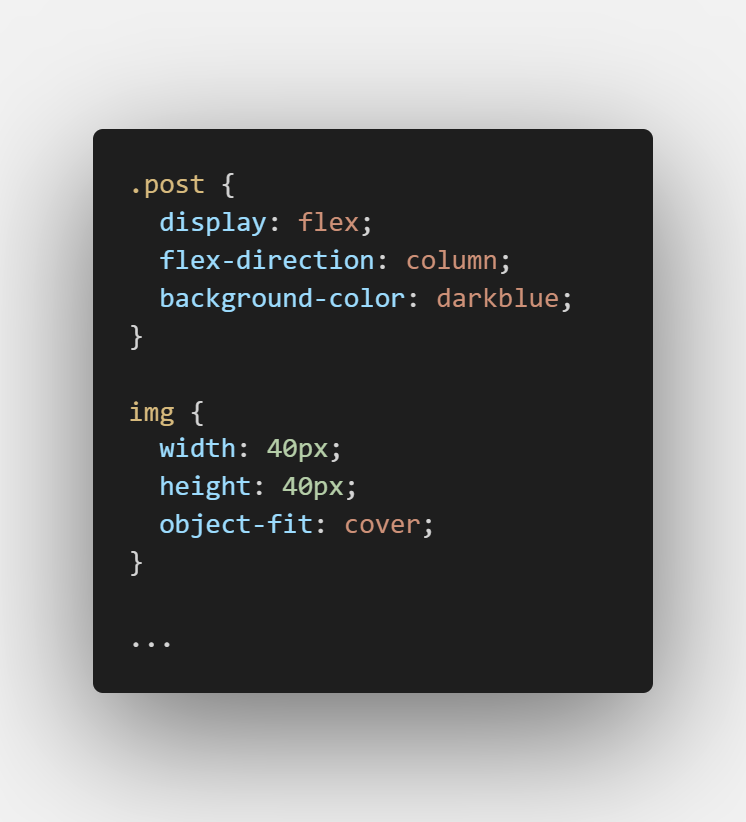 .post {
  display: flex;
  flex-direction: column;
  background-color: darkblue;
}

img {
  width: 40px;
  height: 40px;
  object-fit: cover;
}

...